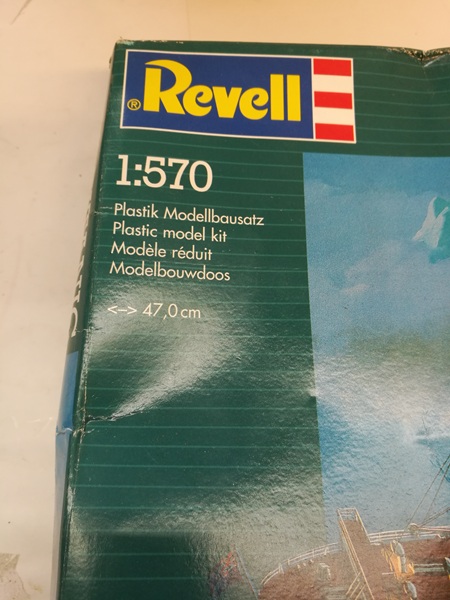 ® Revell
1:570
Plastik Modellbausatz
Plastic model kit
Modèle réduit
Modelbouwdoos
<-> 47,0 cm